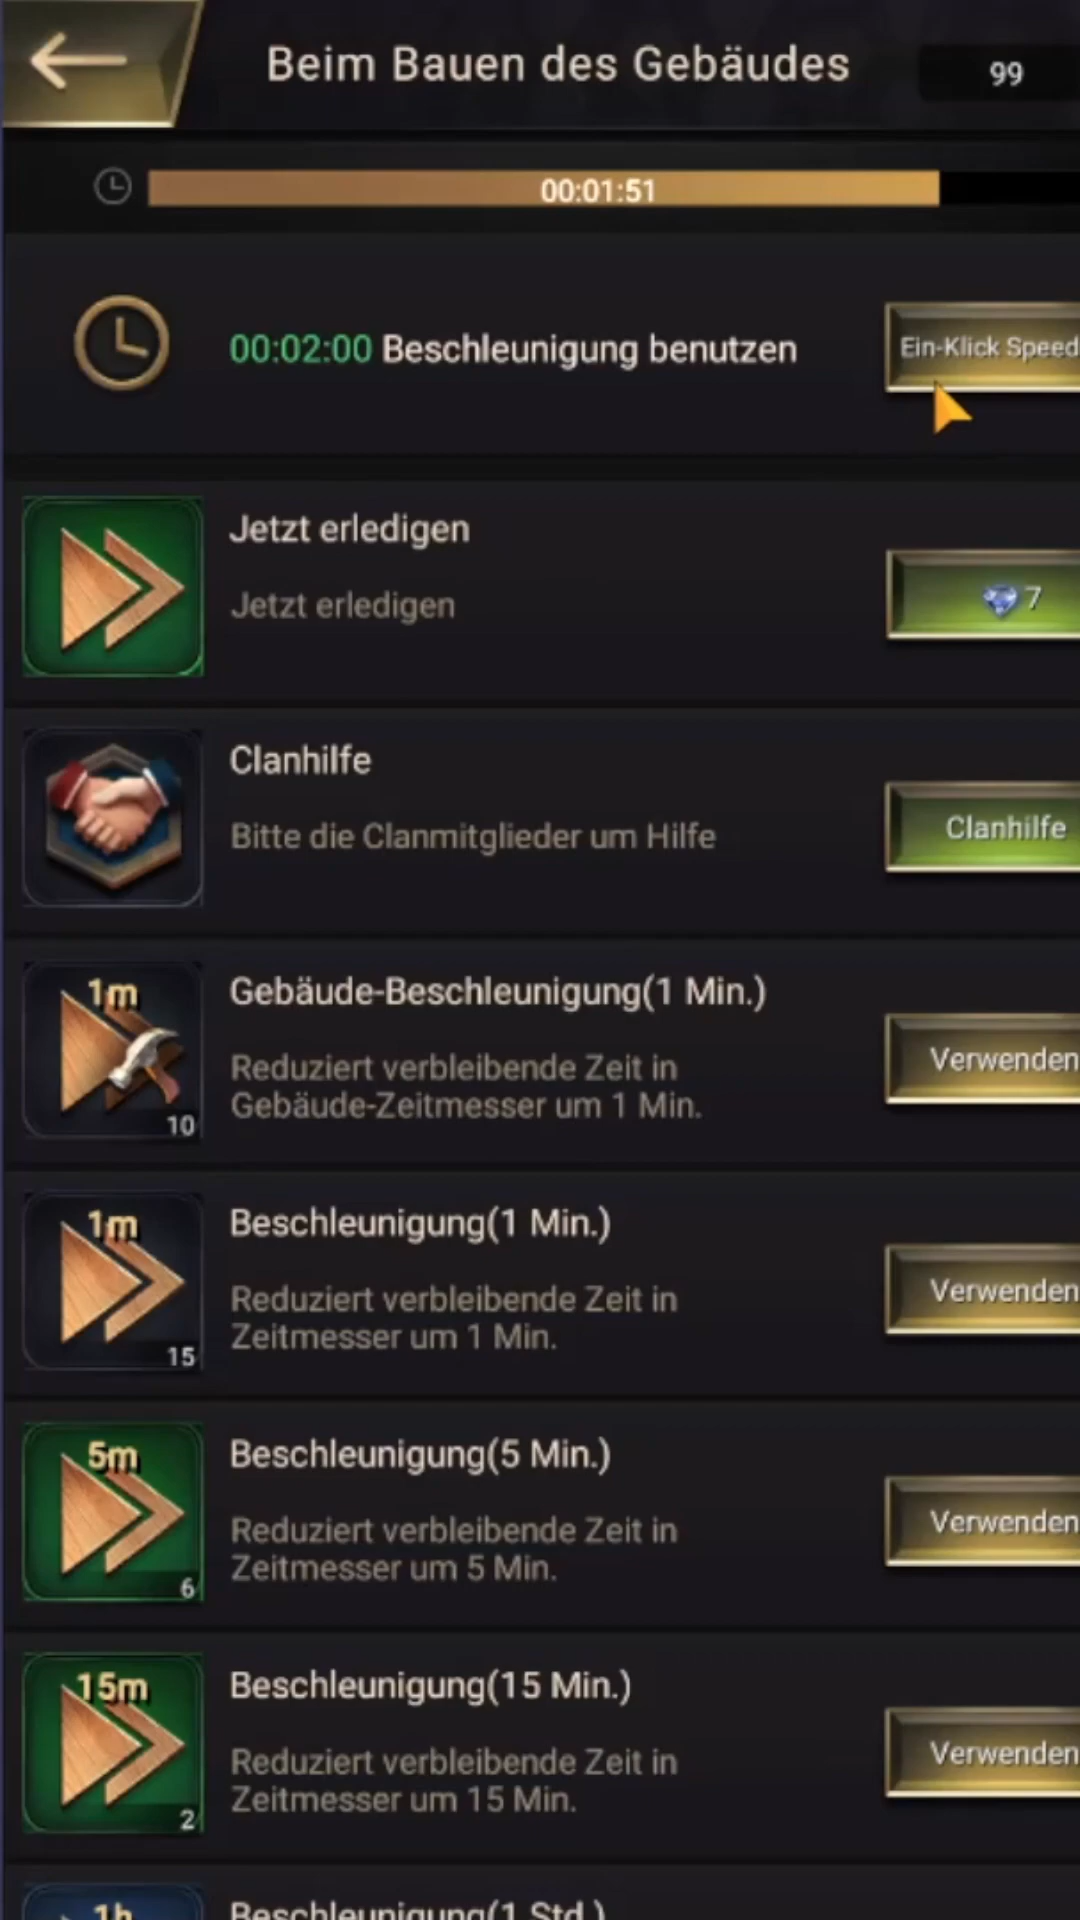 Beim Bauen des Gebäudes
99
00:01:51
00:02:00 Beschleunigung benutzen
Ein-Klick Speed
Jetzt erledigen
Jetzt erledigen
7
Clanhilfe
Bitte die Clanmitglieder um Hilfe
Clanhilfe
1m
10
Gebäude-Beschleunigung(1 Min.)
Reduziert verbleibende Zeit in
Gebäude-Zeitmesser um 1 Min.
Verwenden
1m
15
Beschleunigung(1 Min.)
Reduziert verbleibende Zeit in
Zeitmesser um 1 Min.
Verwenden
5m
6
Beschleunigung(5 Min.)
Reduziert verbleibende Zeit in
Zeitmesser um 5 Min.
Verwenden
15m
2
Beschleunigung(15 Min.)
Reduziert verbleibende Zeit in
Zeitmesser um 15 Min.
Verwenden
1h
Beschleunigung(1 Std.)